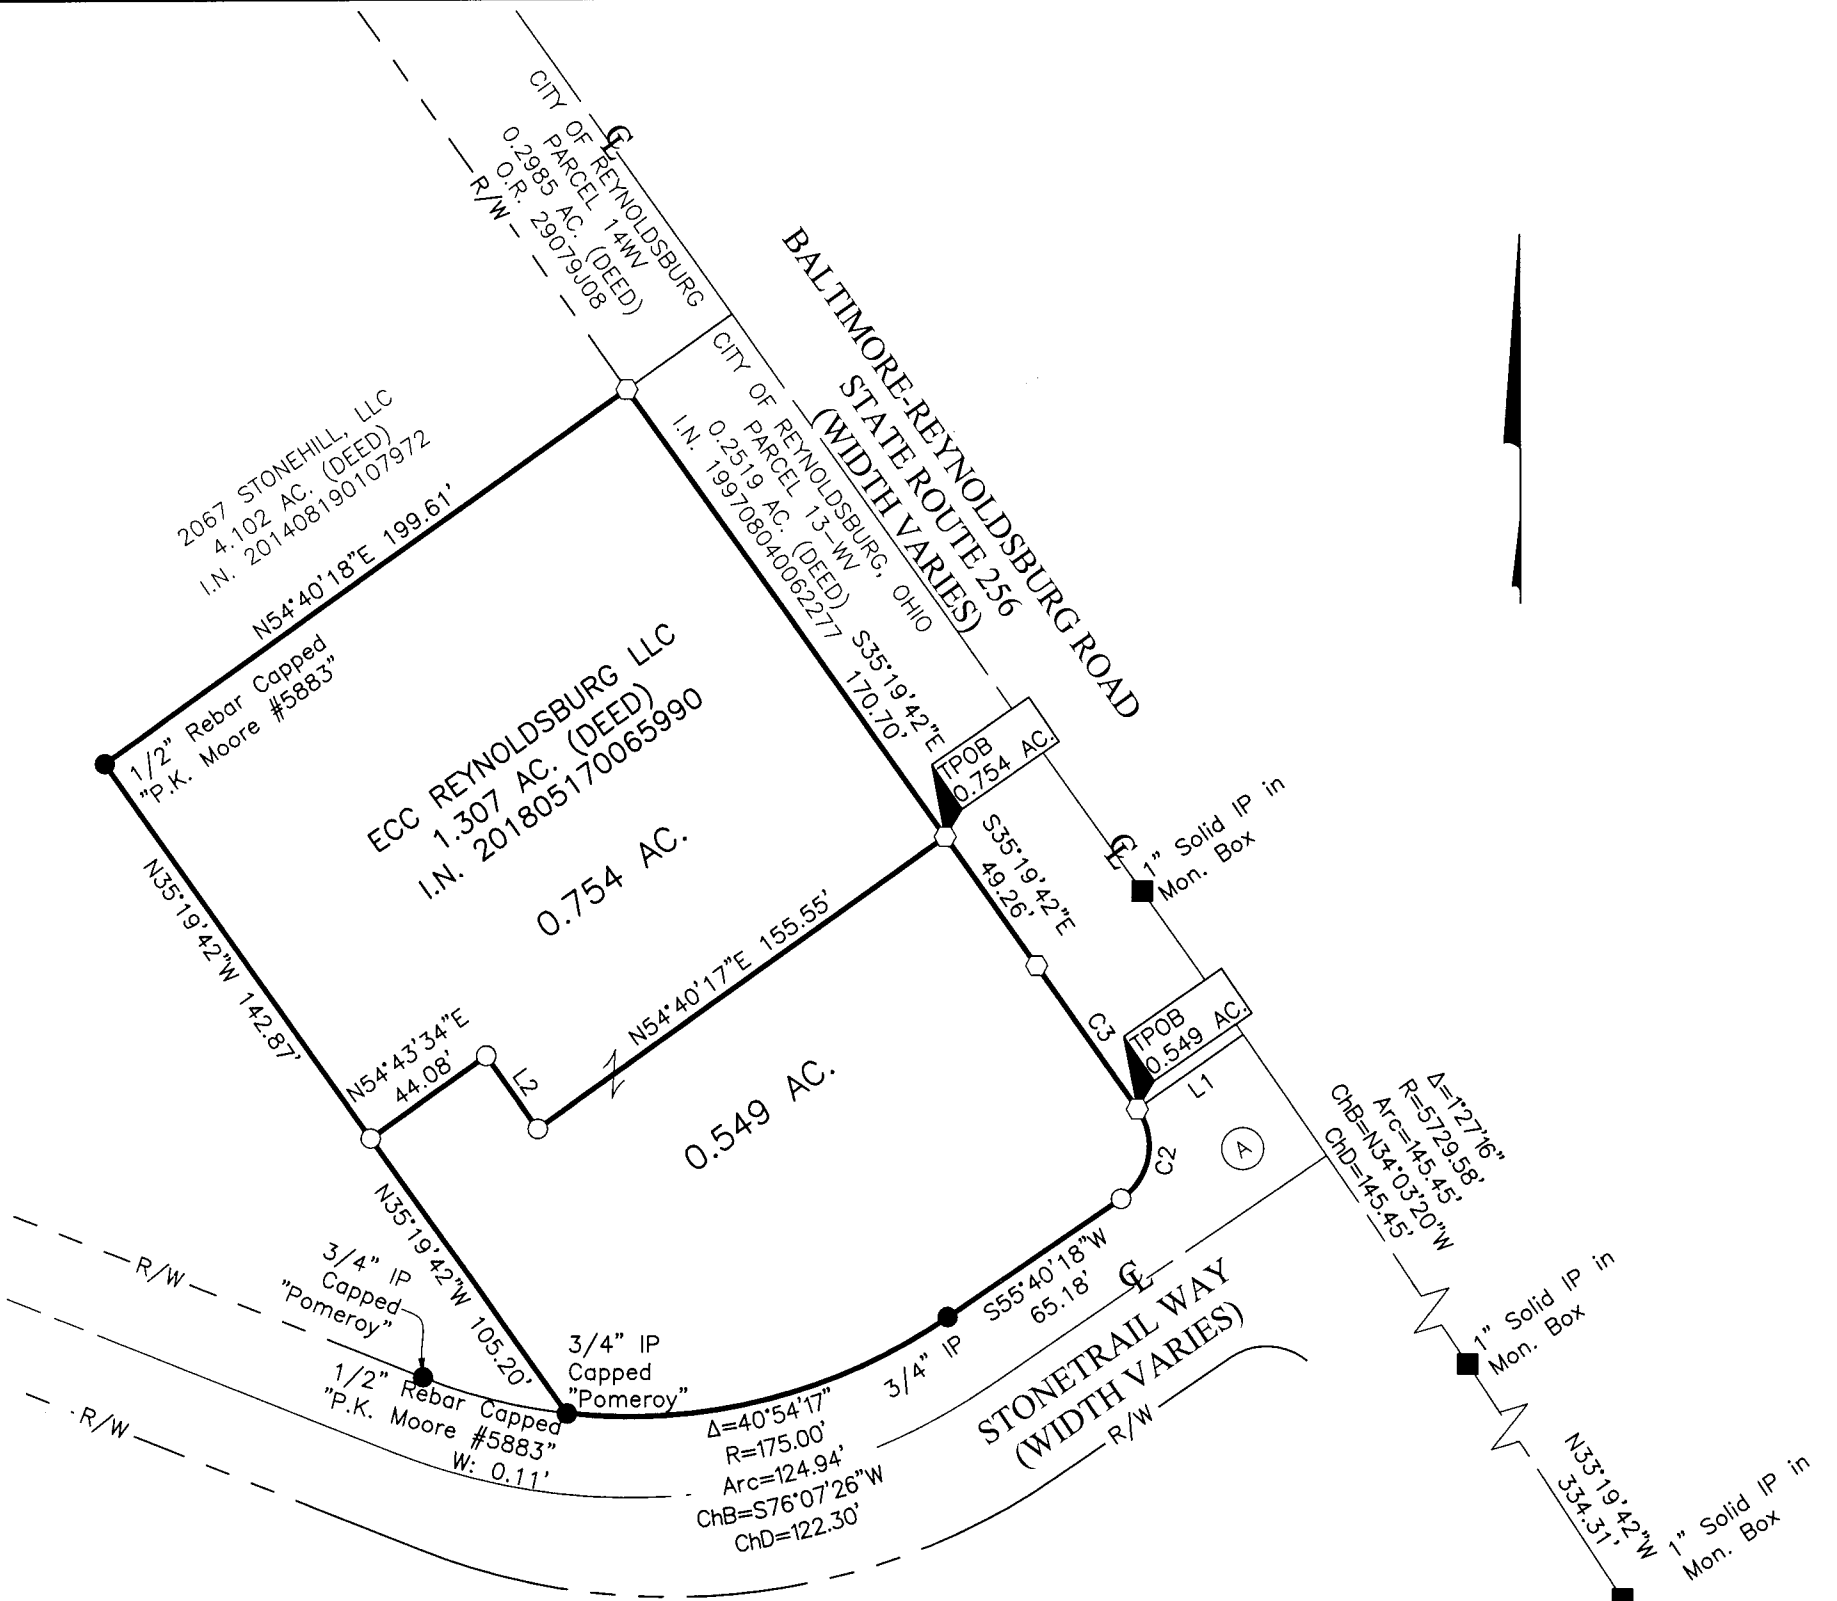 CITY OF REYNOLDSBURG
PARCEL 14WV
0.2985 AC. (DEED)
O.R. 29079J08
R/W
℄
BALTIMORE-REYNOLDSBURG ROAD
STATE ROUTE 256
(WIDTH VARIES)
CITY OF REYNOLDSBURG, OHIO
PARCEL 13-WV
0.2519 AC. (DEED)
I.N. 199708040062277
2067 STONEHILL, LLC
4.102 AC. (DEED)
I.N. 201408190107972
N54°40'18"E 199.61'
1/2" Rebar Capped
"P.K. Moore #5883"
S35°19'42"E
170.70'
ECC REYNOLDSBURG LLC
1.307 AC. (DEED)
I.N. 201805170065990
0.754 AC.
TPOB
0.754 AC.
S35°19'42"E
49.26'
℄
1" Solid IP in
Mon. Box
N35°19'42"W 142.87'
N54°43'34"E
44.08'
L2
N54°40'17"E 155.55'
C3
TPOB
0.549 AC.
L1
0.549 AC.
C2
A
Δ=1°27'16"
R=5729.58'
Arc=145.45'
ChB=N34°03'20"W
ChD=145.45'
N35°19'42"W 105.20'
R/W
3/4" IP
Capped
"Pomeroy"
1/2" Rebar Capped
"P.K. Moore #5883"
W: 0.11'
3/4" IP
Capped
"Pomeroy"
3/4" IP
S55°40'18"W
65.18'
℄
STONETRAIL WAY
(WIDTH VARIES)
R/W
Δ=40°54'17"
R=175.00'
Arc=124.94'
ChB=S76°07'26"W
ChD=122.30'
R/W
1" Solid IP in
Mon. Box
N33°19'42"W
334.31'
1" Solid IP in
Mon. Box